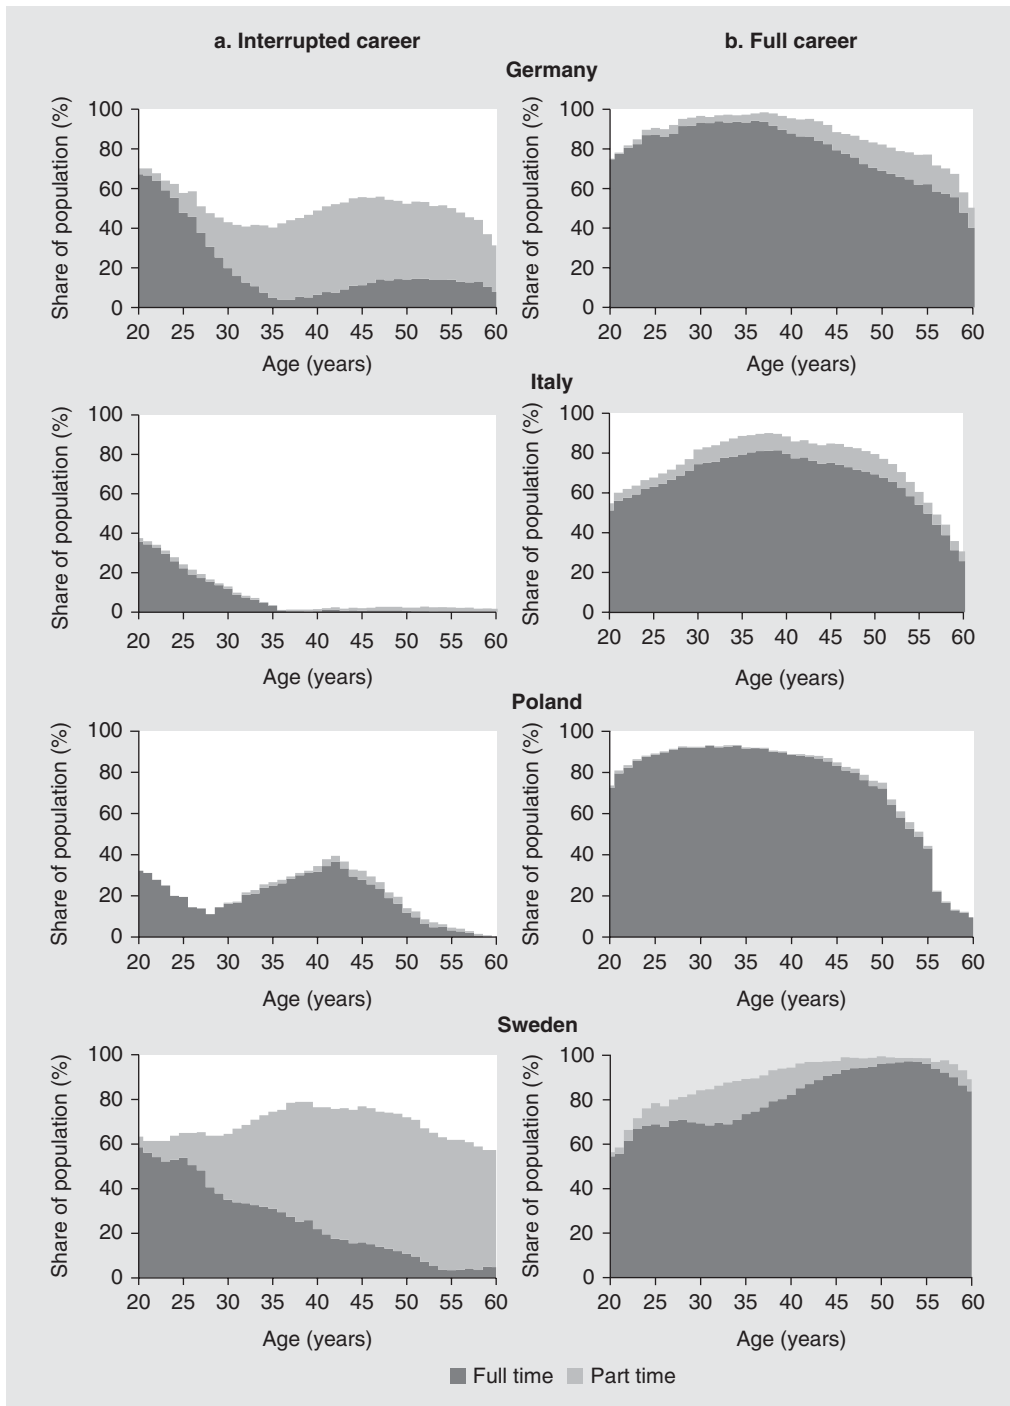 a. Interrupted career
b. Full career
Germany
Share of population (%)
100
80
60
40
20
0
20 25 30 35 40 45 50 55 60
Age (years)
Share of population (%)
100
80
60
40
20
0
20 25 30 35 40 45 50 55 60
Age (years)
Italy
Share of population (%)
100
80
60
40
20
0
20 25 30 35 40 45 50 55 60
Age (years)
Share of population (%)
100
80
60
40
20
0
20 25 30 35 40 45 50 55 60
Age (years)
Poland
Share of population (%)
100
80
60
40
20
0
20 25 30 35 40 45 50 55 60
Age (years)
Share of population (%)
100
80
60
40
20
0
20 25 30 35 40 45 50 55 60
Age (years)
Sweden
Share of population (%)
100
80
60
40
20
0
20 25 30 35 40 45 50 55 60
Age (years)
Share of population (%)
100
80
60
40
20
0
20 25 30 35 40 45 50 55 60
Age (years)
Full time Part time